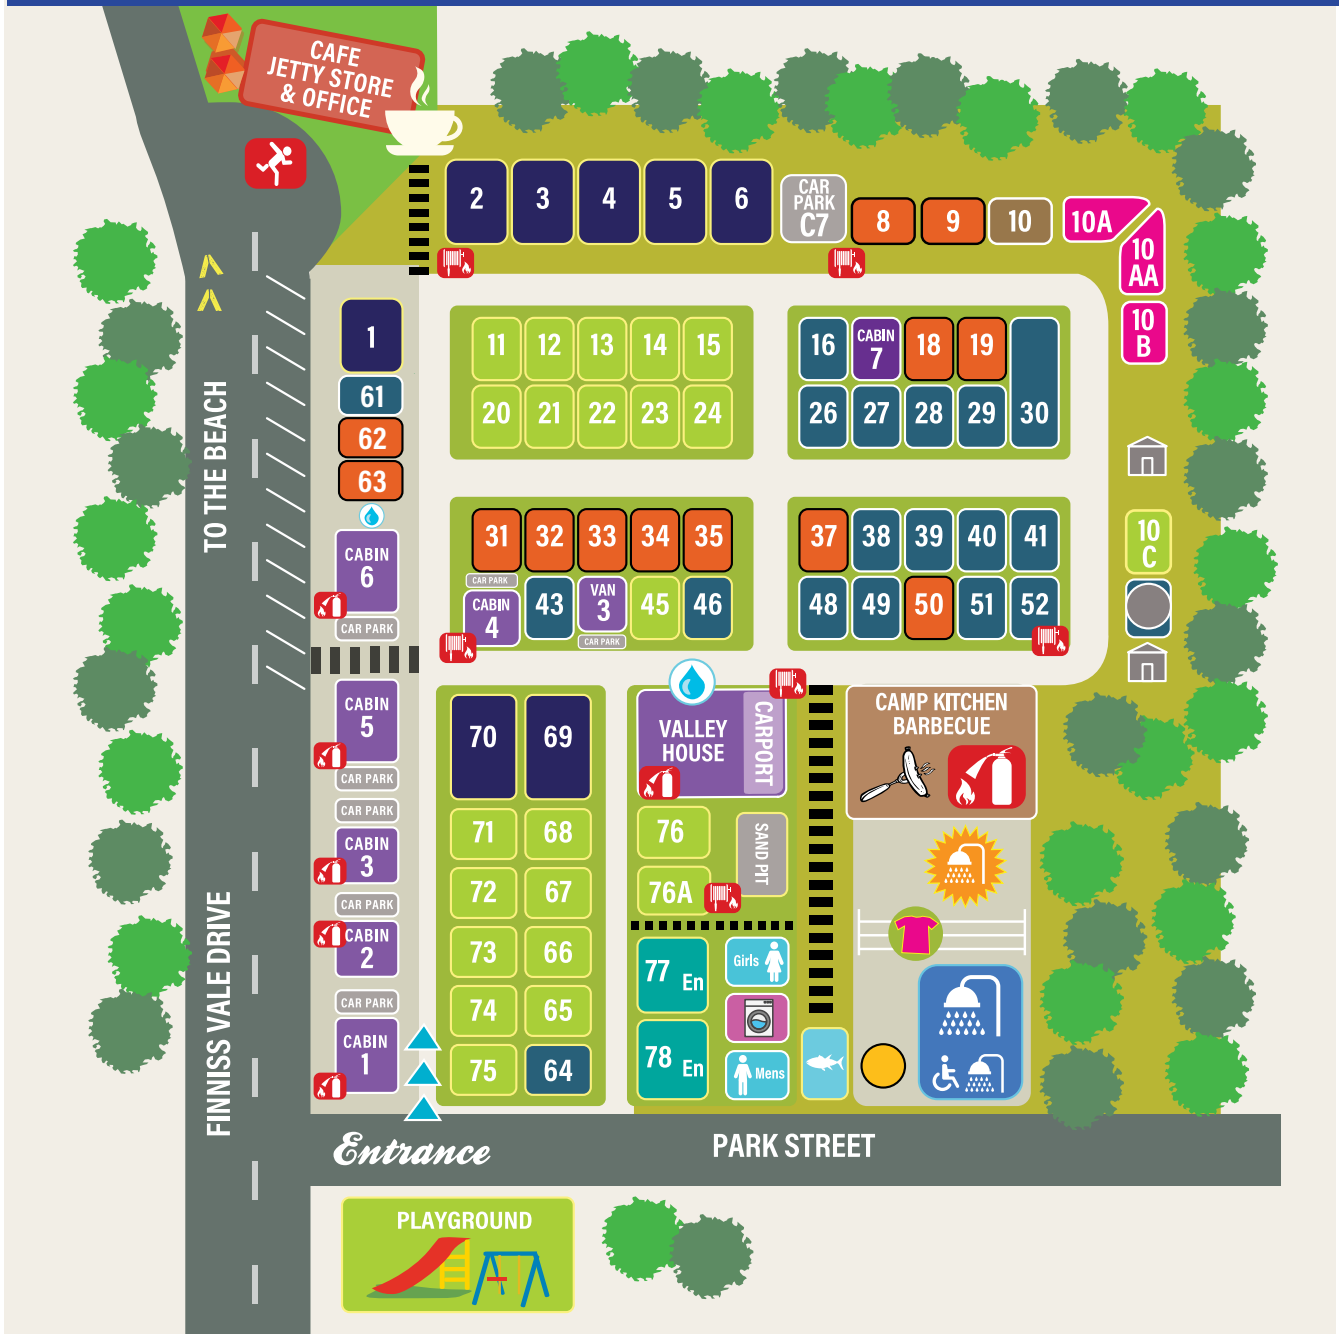 CAFE
JETTY STORE
& OFFICE
2
3
4
5
6
CAR
PARK
C7
8
9
10
10A
10
AA
10
B
1
61
62
63
11
12
13
14
15
20
21
22
23
24
16
CABIN
7
18
19
26
27
28
29
30
TO THE BEACH
31
32
33
34
35
CAR PARK
CABIN
4
43
VAN
3
CAR PARK
45
46
37
38
39
40
41
48
49
50
51
52
10
C
CABIN
6
CAR PARK
CABIN
5
CAR PARK
CAR PARK
CABIN
3
CAR PARK
CABIN
2
CAR PARK
CABIN
1
70
69
71
68
72
67
73
66
74
65
75
64
VALLEY
HOUSE
CARPORT
76
SAND PIT
76A
77 En
Girls
78 En
Mens
CAMP KITCHEN
BARBECUE
FINNISS VALE DRIVE
Entrance
PARK STREET
PLAYGROUND